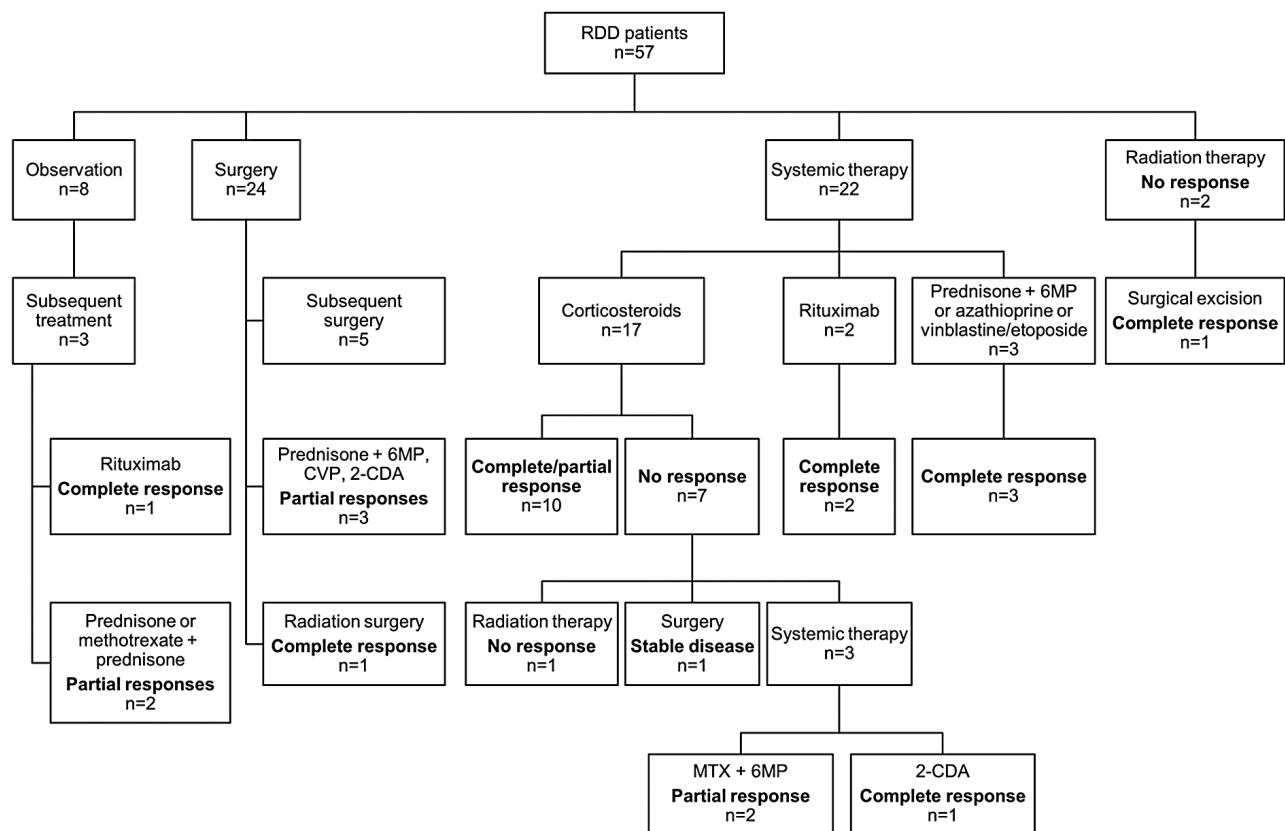 RDD patients
n=57
Observation
n=8
Surgery
n=24
Systemic therapy
n=22
Radiation therapy
No response
n=2
Subsequent
treatment
n=3
Subsequent
surgery
n=5
Corticosteroids
n=17
Rituximab
n=2
Prednisone + 6MP
or azathioprine or
vinblastine/etoposide
n=3
Surgical excision
Complete response
n=1
Rituximab
Complete response
n=1
Prednisone + 6MP,
CVP, 2-CDA
Partial responses
n=3
Complete/partial
response
n=10
No response
n=7
Complete
response
n=2
Complete response
n=3
Prednisone or
methotrexate +
prednisone
Partial responses
n=2
Radiation surgery
Complete response
n=1
Radiation therapy
No response
n=1
Surgery
Stable disease
n=1
Systemic therapy
n=3
MTX + 6MP
Partial response
n=2
2-CDA
Complete response
n=1